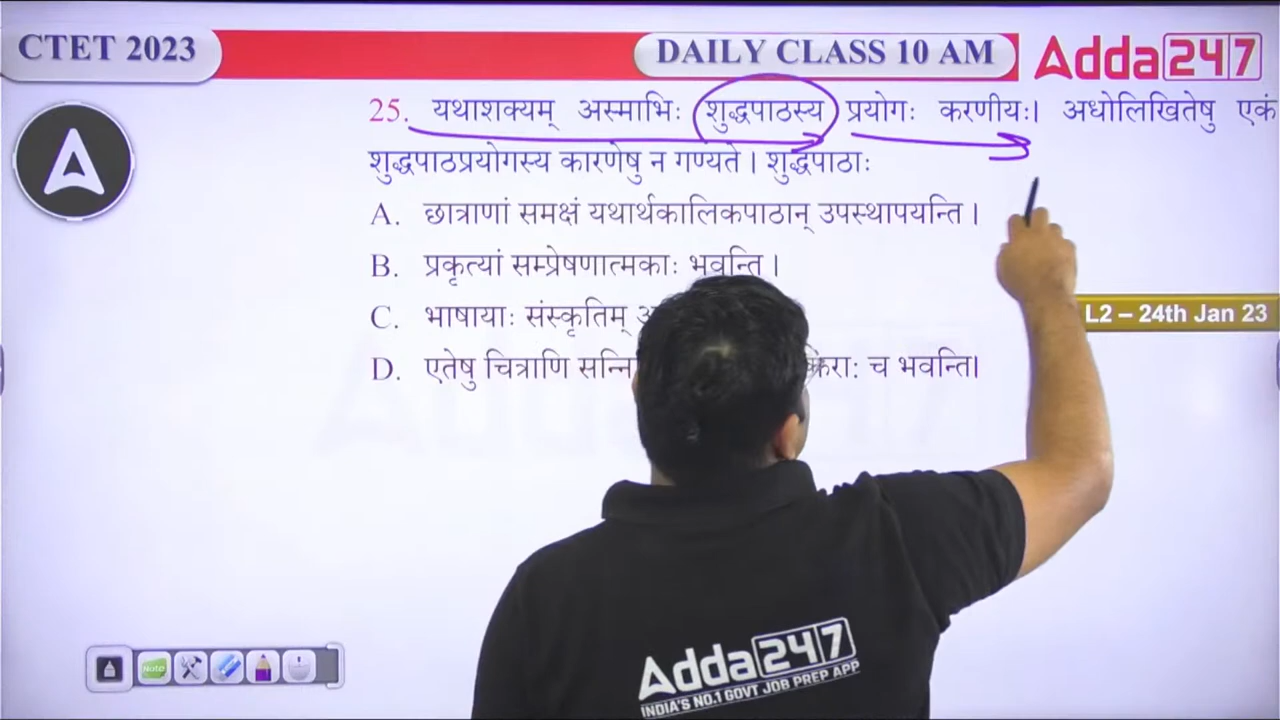 CTET 2023
DAILY CLASS 10 AM
Adda247
25. यथाशक्यम् अस्माभिः शुद्धपाठस्य प्रयोगः करणीयः। अधोलिखितेषु एकं
शुद्धपाठप्रयोगस्य कारणेषु न गण्यते। शुद्धपाठाः
A. छात्राणां समक्षं यथार्थकालिकपाठान् उपस्थापयन्ति।
B. प्रकृत्यां सम्प्रेषणात्मकाः भवन्ति।
C. भाषायाः संस्कृतिम्
L2 – 24th Jan 23
D. एतेषु चित्राणि च भवन्ति।
Note
Adda247
INDIA'S NO.1 GOVT JOB PREP APP